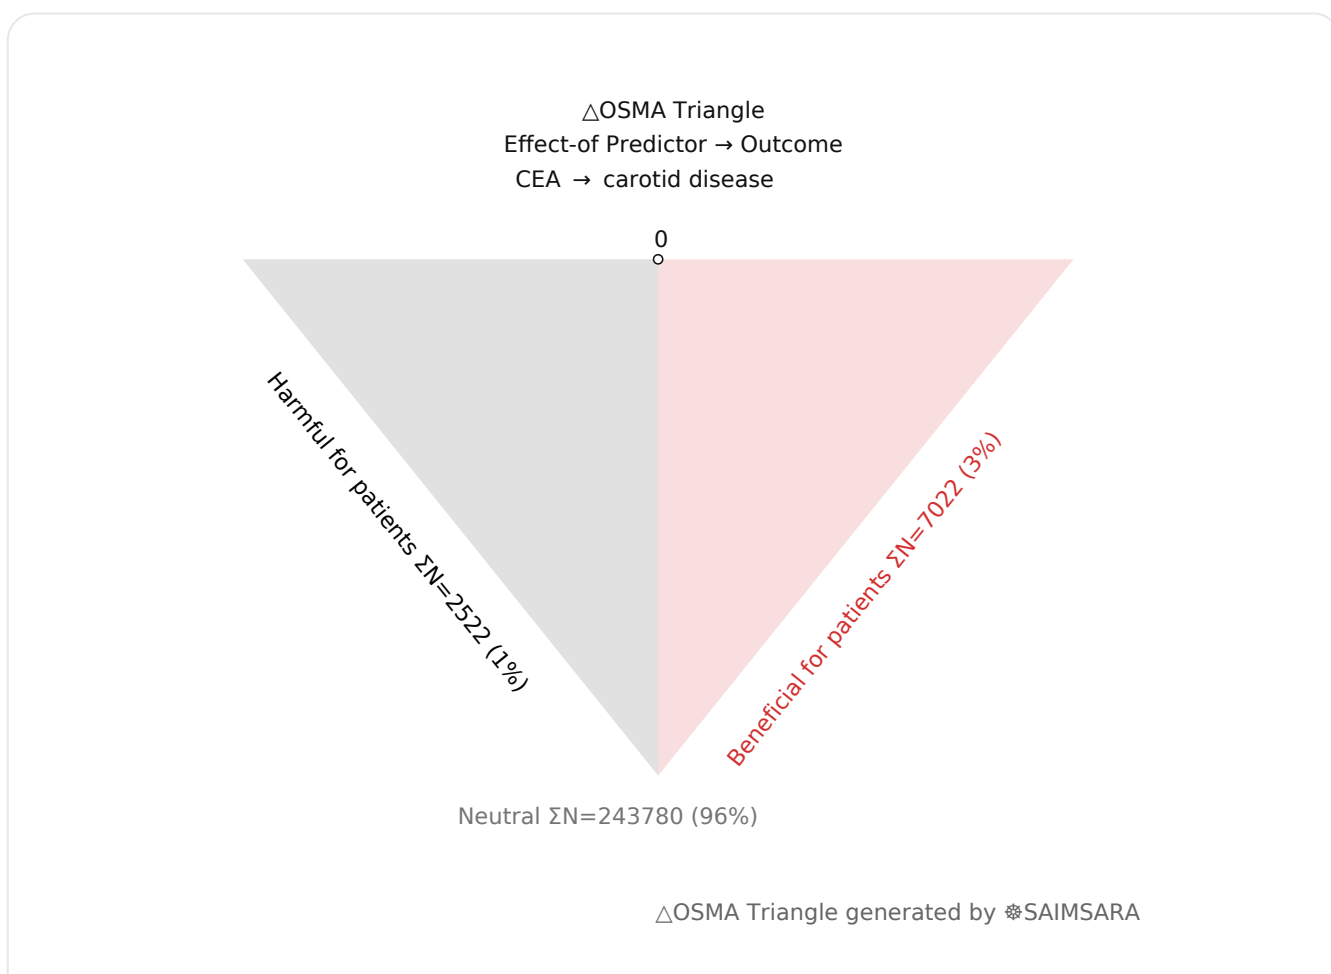 △OSMA Triangle
Effect-of Predictor → Outcome
CEA → carotid disease
0
Harmful for patients ΣN=2522 (1%)
Beneficial for patients ΣN=7022 (3%)
Neutral ΣN=243780 (96%)
△OSMA Triangle generated by ☸SAIMSARA